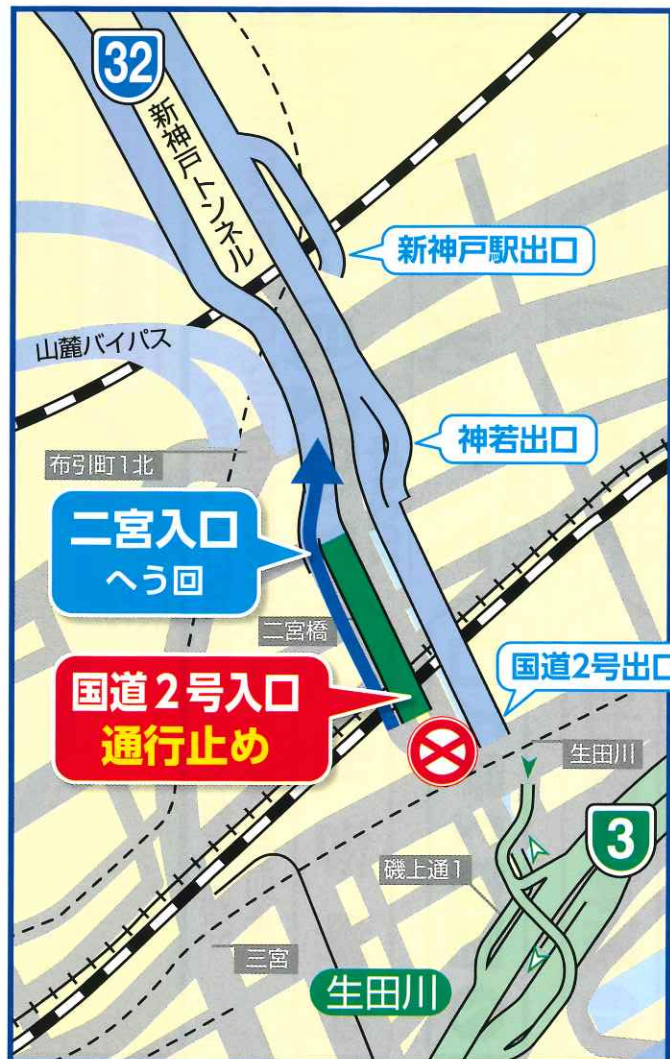 32
新神戸トンネル
新神戸駅出口
山麓バイパス
神若出口
布引町1北
二宮入口
へう回
二宮橋
国道2号出口
国道2号入口
通行止め
生田川
3
磯上通1
三宮
生田川